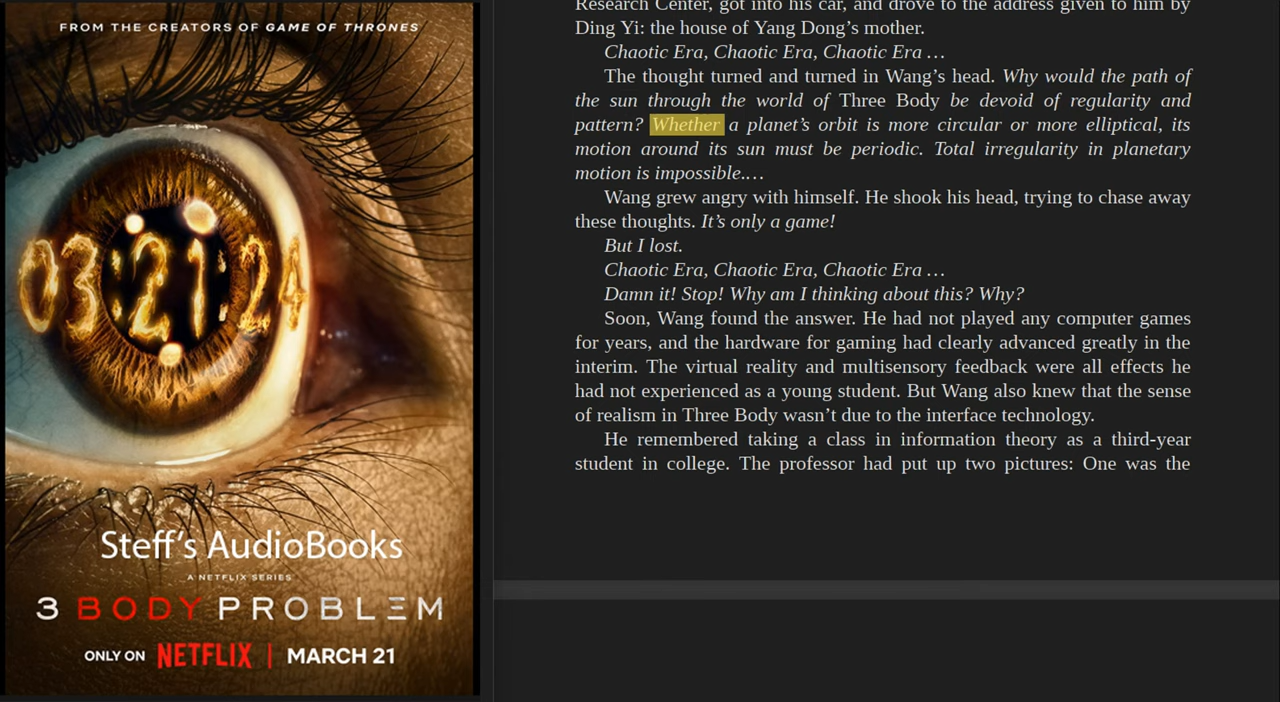 FROM THE CREATORS OF GAME OF THRONES
03:21:24
Steff's AudioBooks
A NETFLIX SERIES
3 BODY PROBLEM
ONLY ON NETFLIX | MARCH 21
Research Center, got into his car, and drove to the address given to him by
Ding Yi: the house of Yang Dong’s mother.
Chaotic Era, Chaotic Era, Chaotic Era …
The thought turned and turned in Wang’s head. Why would the path of
the sun through the world of Three Body be devoid of regularity and
pattern? Whether a planet’s orbit is more circular or more elliptical, its
motion around its sun must be periodic. Total irregularity in planetary
motion is impossible.…
Wang grew angry with himself. He shook his head, trying to chase away
these thoughts. It’s only a game!
But I lost.
Chaotic Era, Chaotic Era, Chaotic Era …
Damn it! Stop! Why am I thinking about this? Why?
Soon, Wang found the answer. He had not played any computer games
for years, and the hardware for gaming had clearly advanced greatly in the
interim. The virtual reality and multisensory feedback were all effects he
had not experienced as a young student. But Wang also knew that the sense
of realism in Three Body wasn’t due to the interface technology.
He remembered taking a class in information theory as a third-year
student in college. The professor had put up two pictures: One was the